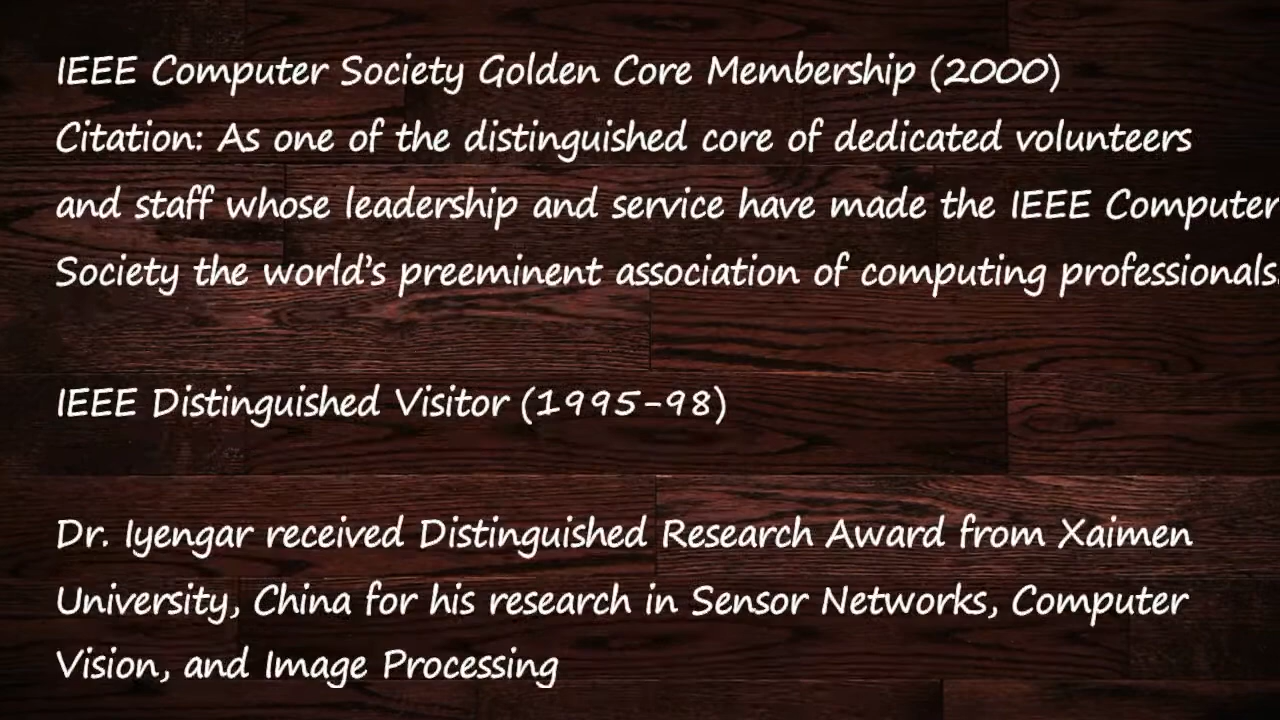 IEEE Computer Society Golden Core Membership (2000)
Citation: As one of the distinguished core of dedicated volunteers
and staff whose leadership and service have made the IEEE Computer
Society the world's preeminent association of computing professionals.
IEEE Distinguished Visitor (1995-98)
Dr. Iyengar received Distinguished Research Award from Xaimen
University, China for his research in Sensor Networks, Computer
Vision, and Image Processing